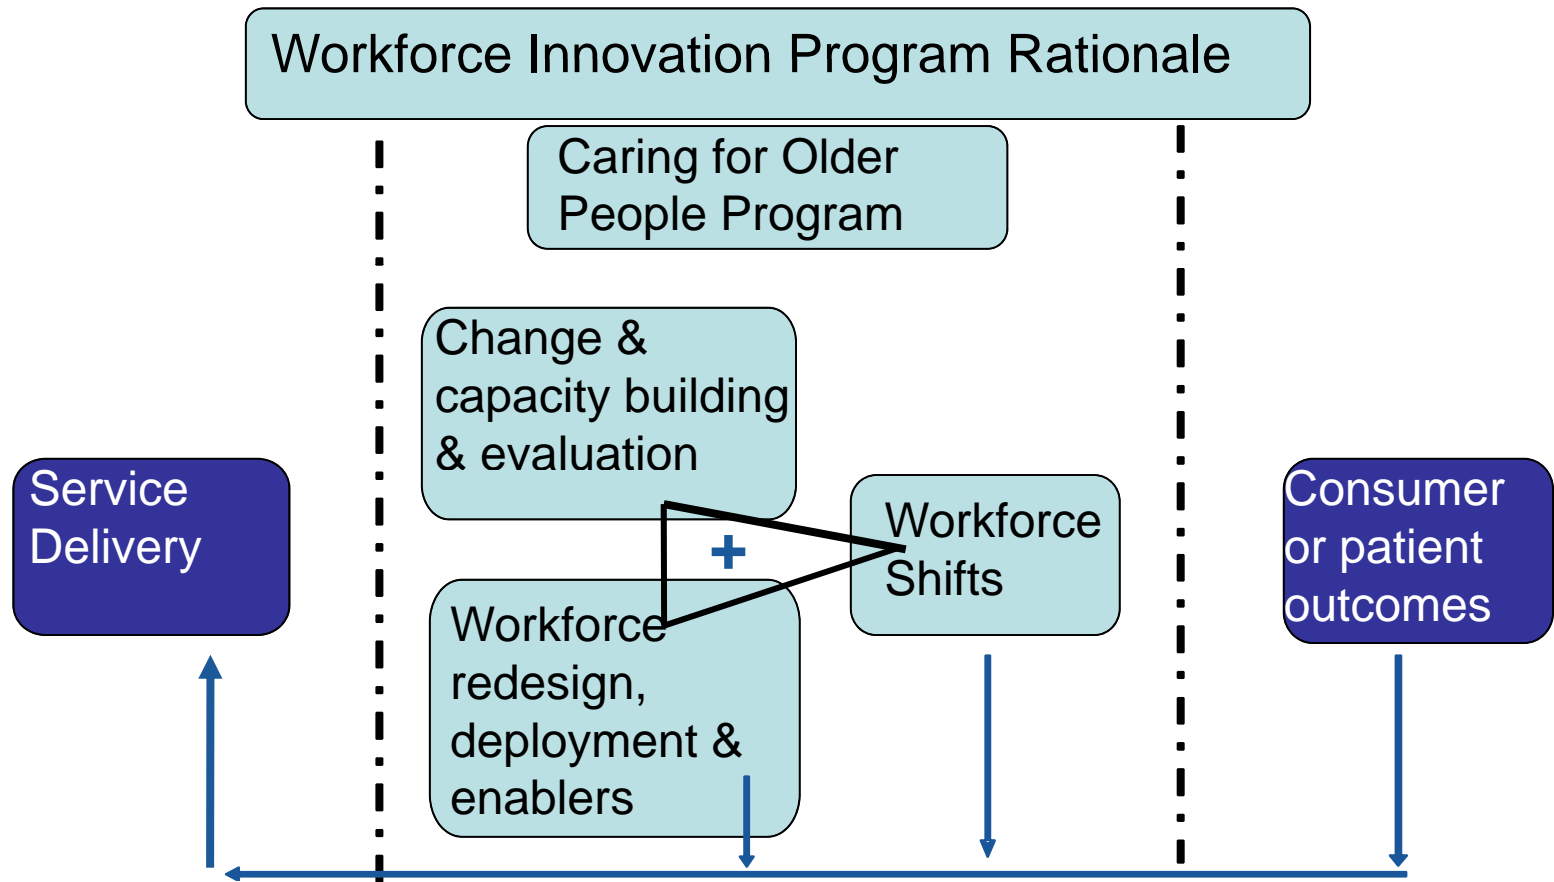 Workforce Innovation Program Rationale
Caring for Older
People Program
Change &
capacity building
& evaluation
Service
Delivery
+
Workforce
Shifts
Consumer
or patient
outcomes
Workforce
redesign,
deployment &
enablers